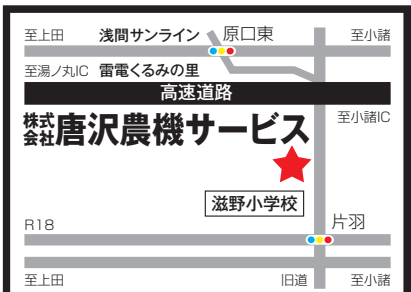 至上田 浅間サンライン 原口東 至小諸
至湯ノ丸IC 雷電くるみの里
高速道路
株式会社唐沢農機サービス 至小諸IC
滋野小学校
R18 片羽
至上田 旧道 至小諸